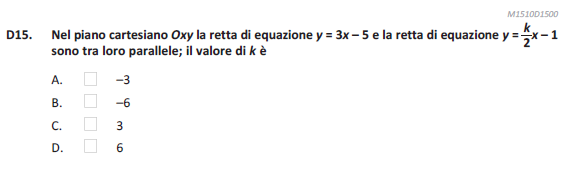 M1510D1500
D15. Nel piano cartesiano Oxy la retta di equazione y = 3x – 5 e la retta di equazione y = k/2 x – 1
sono tra loro parallele; il valore di k è
A. –3
B. –6
C. 3
D. 6